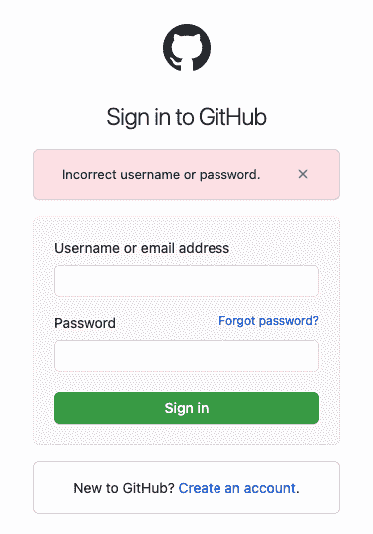 Sign in to GitHub
Incorrect username or password.
Username or email address
Password Forgot password?
Sign in
New to GitHub? Create an account.